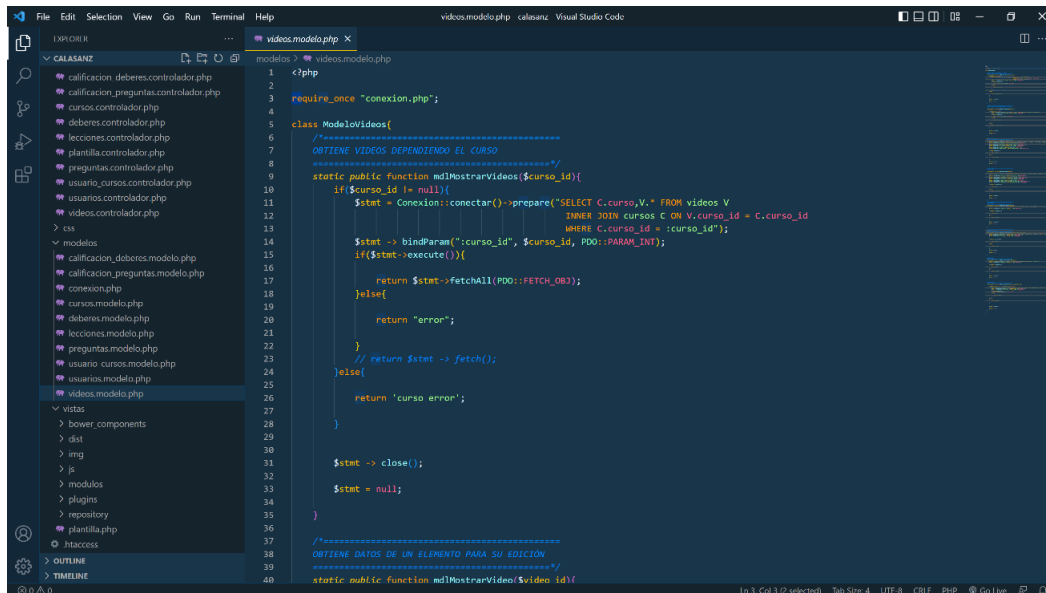 File Edit Selection View Go Run Terminal Help
videos.modelo.php calasanz Visual Studio Code
EXPLORER
CALASANZ
calificacion_deberes.controlador.php
calificacion_preguntas.controlador.php
cursos.controlador.php
deberes.controlador.php
lecciones.controlador.php
plantilla.controlador.php
preguntas.controlador.php
usuario_cursos.controlador.php
usuarios.controlador.php
videos.controlador.php
css
modelos
calificacion_deberes.modelo.php
calificacion_preguntas.modelo.php
conexion.php
cursos.modelo.php
deberes.modelo.php
lecciones.modelo.php
preguntas.modelo.php
usuario_cursos.modelo.php
usuarios.modelo.php
videos.modelo.php
vistas
bower_components
dist
img
js
modulos
plugins
repository
plantilla.php
.htaccess
OUTLINE
TIMELINE
videos.modelo.php
modelos > videos.modelo.php
1 <?php
2
3 require_once "conexion.php";
4
5 class ModeloVideos{
6 /*=============================================
7 OBTIENE VIDEOS DEPENDIENDO EL CURSO
8 =============================================*/
9 static public function mdlMostrarVideos($curso_id){
10 if($curso_id != null){
11 $stmt = Conexion::conectar()->prepare("SELECT C.curso,V.* FROM videos V
12 INNER JOIN cursos C ON V.curso_id = C.curso_id
13 WHERE C.curso_id = :curso_id");
14 $stmt -> bindParam(":curso_id", $curso_id, PDO::PARAM_INT);
15 if($stmt->execute()){
16
17 return $stmt->fetchAll(PDO::FETCH_OBJ);
18 }else{
19
20 return "error";
21
22 }
23 // return $stmt -> fetch();
24 }else{
25
26 return 'curso error';
27
28 }
29
30
31 $stmt -> close();
32
33 $stmt = null;
34
35 }
36
37 /*=============================================
38 OBTIENE DATOS DE UN ELEMENTO PARA SU EDICIÓN
39 =============================================*/
40 static public function mdlMostrarVideo($video_id){
0 0 Ln 3, Col 3 (2 selected) Tab Size: 4 UTF-8 CRLF PHP Go Live